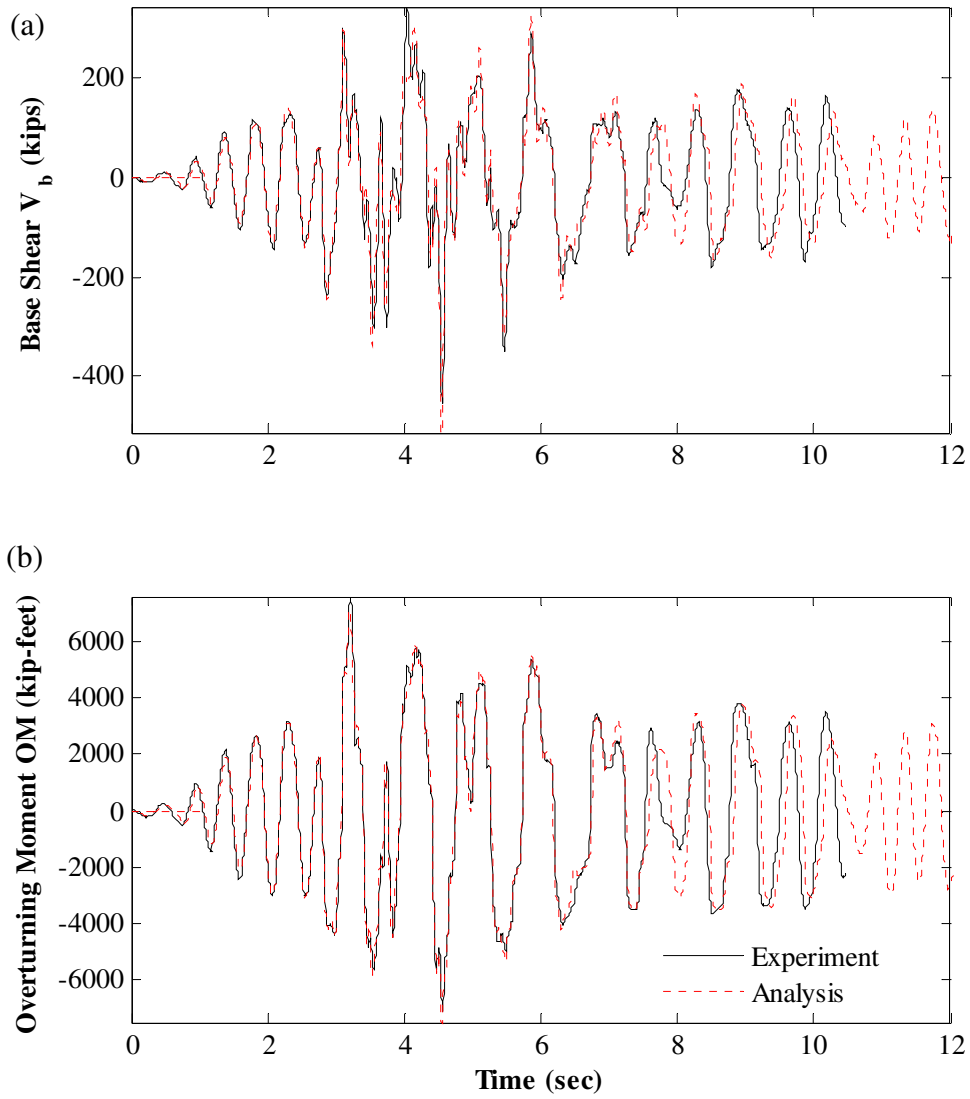 (a)
Base Shear V_b (kips)
200
0
-200
-400
0 2 4 6 8 10 12
(b)
Overturning Moment OM (kip-feet)
6000
4000
2000
0
-2000
-4000
-6000
Experiment
Analysis
0 2 4 6 8 10 12
Time (sec)